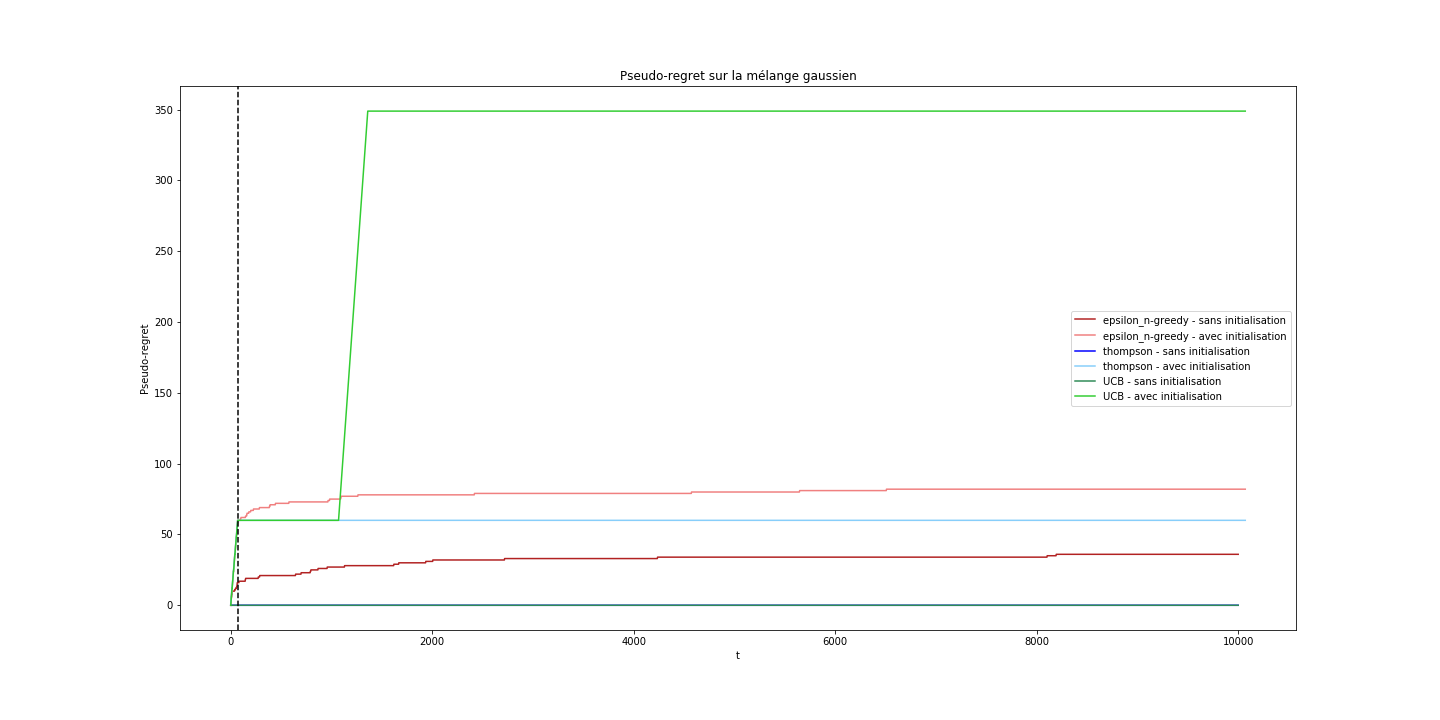 Pseudo-regret sur la mélange gaussien
350
300
250
200
150
100
50
0
Pseudo-regret
epsilon_n-greedy - sans initialisation
epsilon_n-greedy - avec initialisation
thompson - sans initialisation
thompson - avec initialisation
UCB - sans initialisation
UCB - avec initialisation
0 2000 4000 6000 8000 10000
t